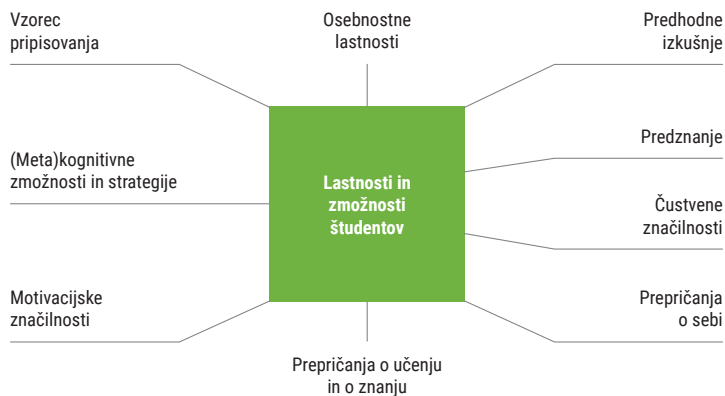 Vzorec
pripisovanja
Osebnostne
lastnosti
Predhodne
izkušnje
(Meta)kognitivne
zmožnosti in strategije
Predznanje
Lastnosti in
zmožnosti
študentov
Čustvene
značilnosti
Motivacijske
značilnosti
Prepričanja
o sebi
Prepričanja o učenju
in o znanju